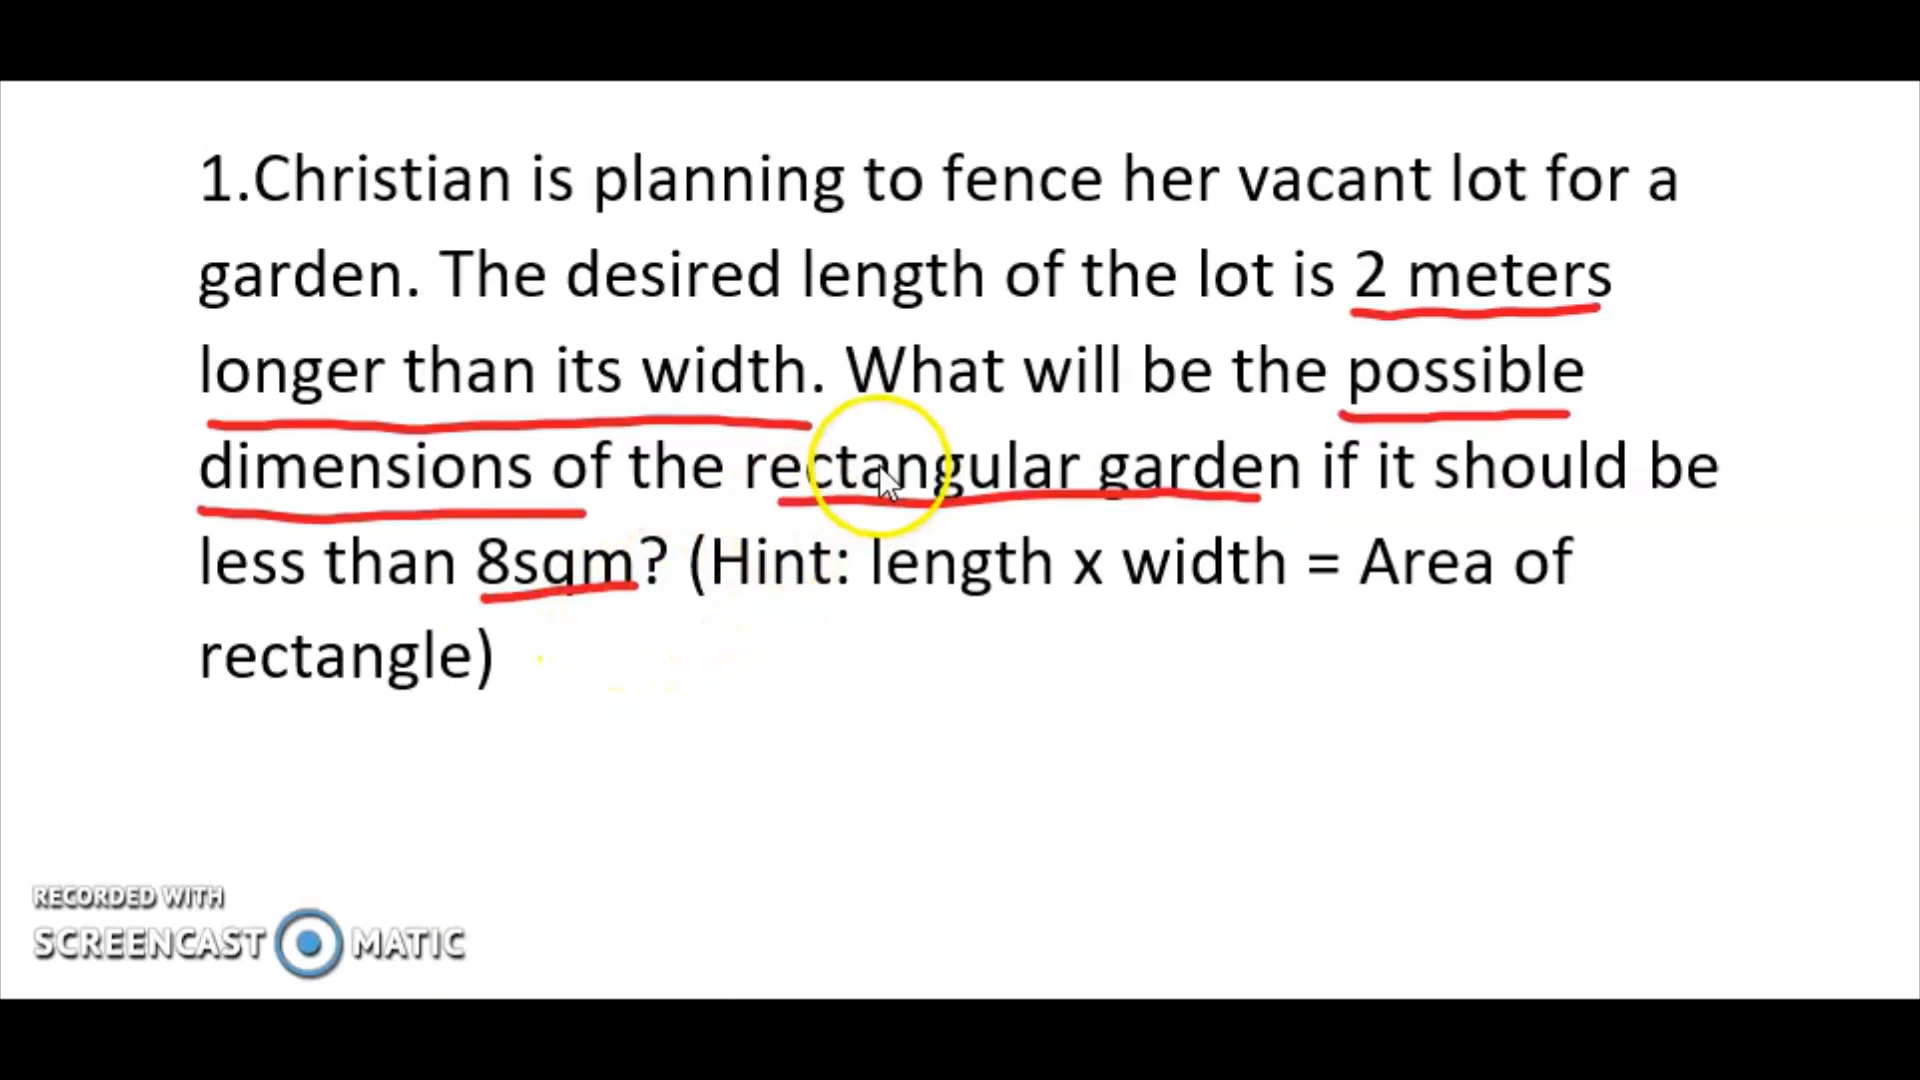 1.Christian is planning to fence her vacant lot for a
garden. The desired length of the lot is 2 meters
longer than its width. What will be the possible
dimensions of the rectangular garden if it should be
less than 8sqm? (Hint: length x width = Area of
rectangle)
RECORDED WITH
SCREENCAST MATIC